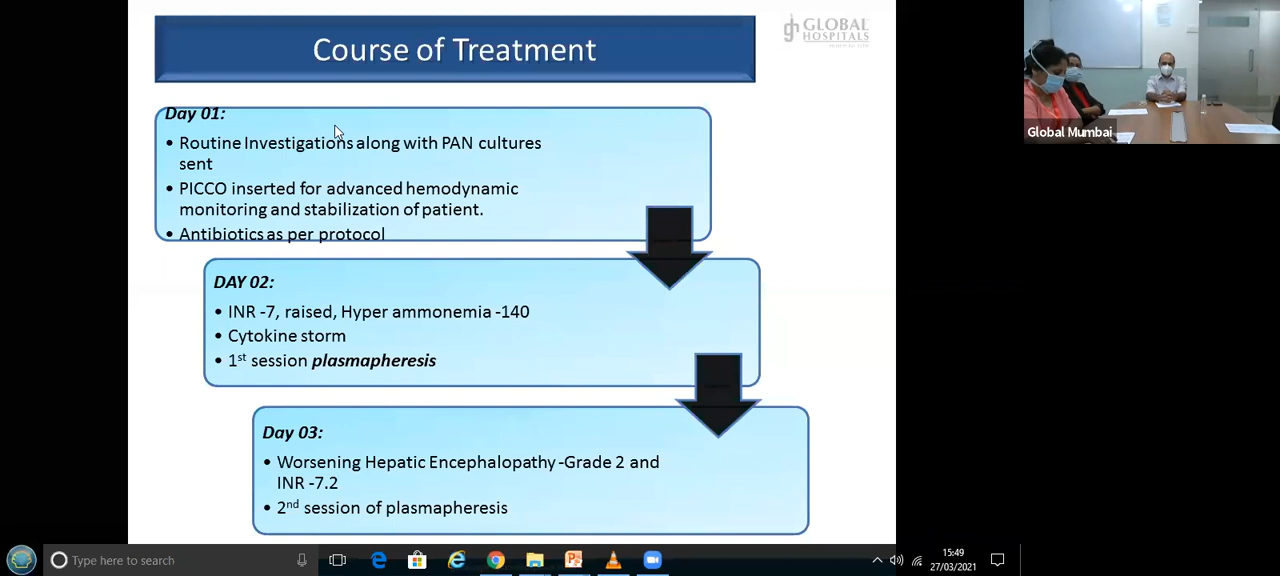 Course of Treatment
GLOBAL
HOSPITALS
Day 01:
• Routine Investigations along with PAN cultures
sent
• PICCO inserted for advanced hemodynamic
monitoring and stabilization of patient.
• Antibiotics as per protocol
DAY 02:
• INR -7, raised, Hyper ammonemia -140
• Cytokine storm
• 1st session plasmapheresis
Day 03:
• Worsening Hepatic Encephalopathy -Grade 2 and
INR -7.2
• 2nd session of plasmapheresis
Global Mumbai
Type here to search
15:49
27/03/2021